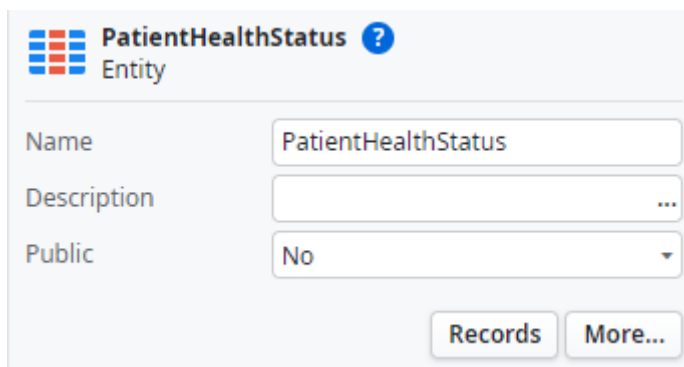 PatientHealthStatus ?
Entity
Name PatientHealthStatus
Description ...
Public No
Records More...